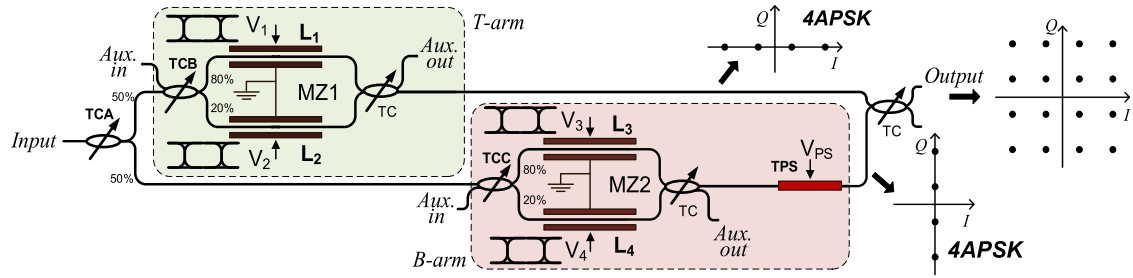 Input
TCA
50%
50%
T-arm
Aux.
in
TCB
V1
L1
80%
20%
MZ1
V2
L2
Aux.
out
TC
Q
4APSK
I
B-arm
Aux.
in
TCC
V3
L3
80%
20%
MZ2
V4
L4
TC
Aux.
out
TPS
VPS
Q
I
4APSK
TC
Output
Q
I